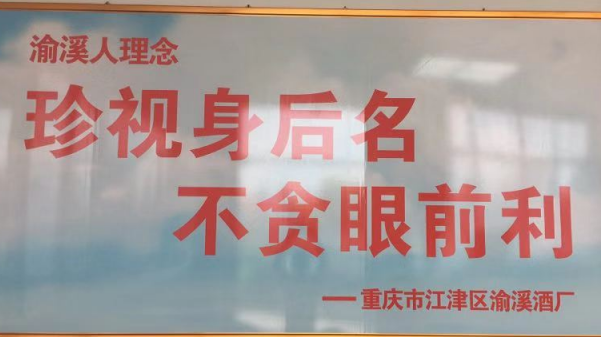 渝溪人理念
珍视身后名
不贪眼前利
一重庆市江津区渝溪酒厂